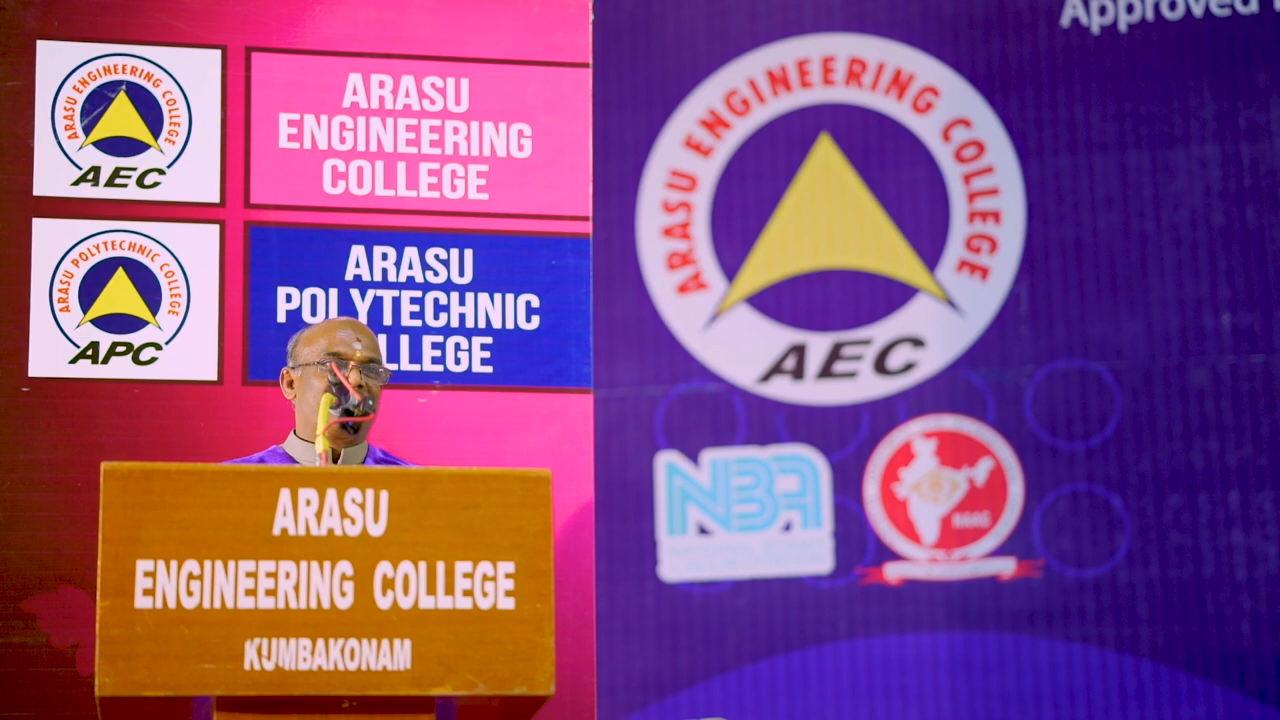 ARASU ENGINEERING COLLEGE
AEC
ARASU
ENGINEERING
COLLEGE
ARASU POLYTECHNIC COLLEGE
APC
ARASU
POLYTECHNIC
LLEGE
ARASU
ENGINEERING COLLEGE
KUMBAKONAM
Approved
ARASU ENGINEERING COLLEGE
AEC
NBA